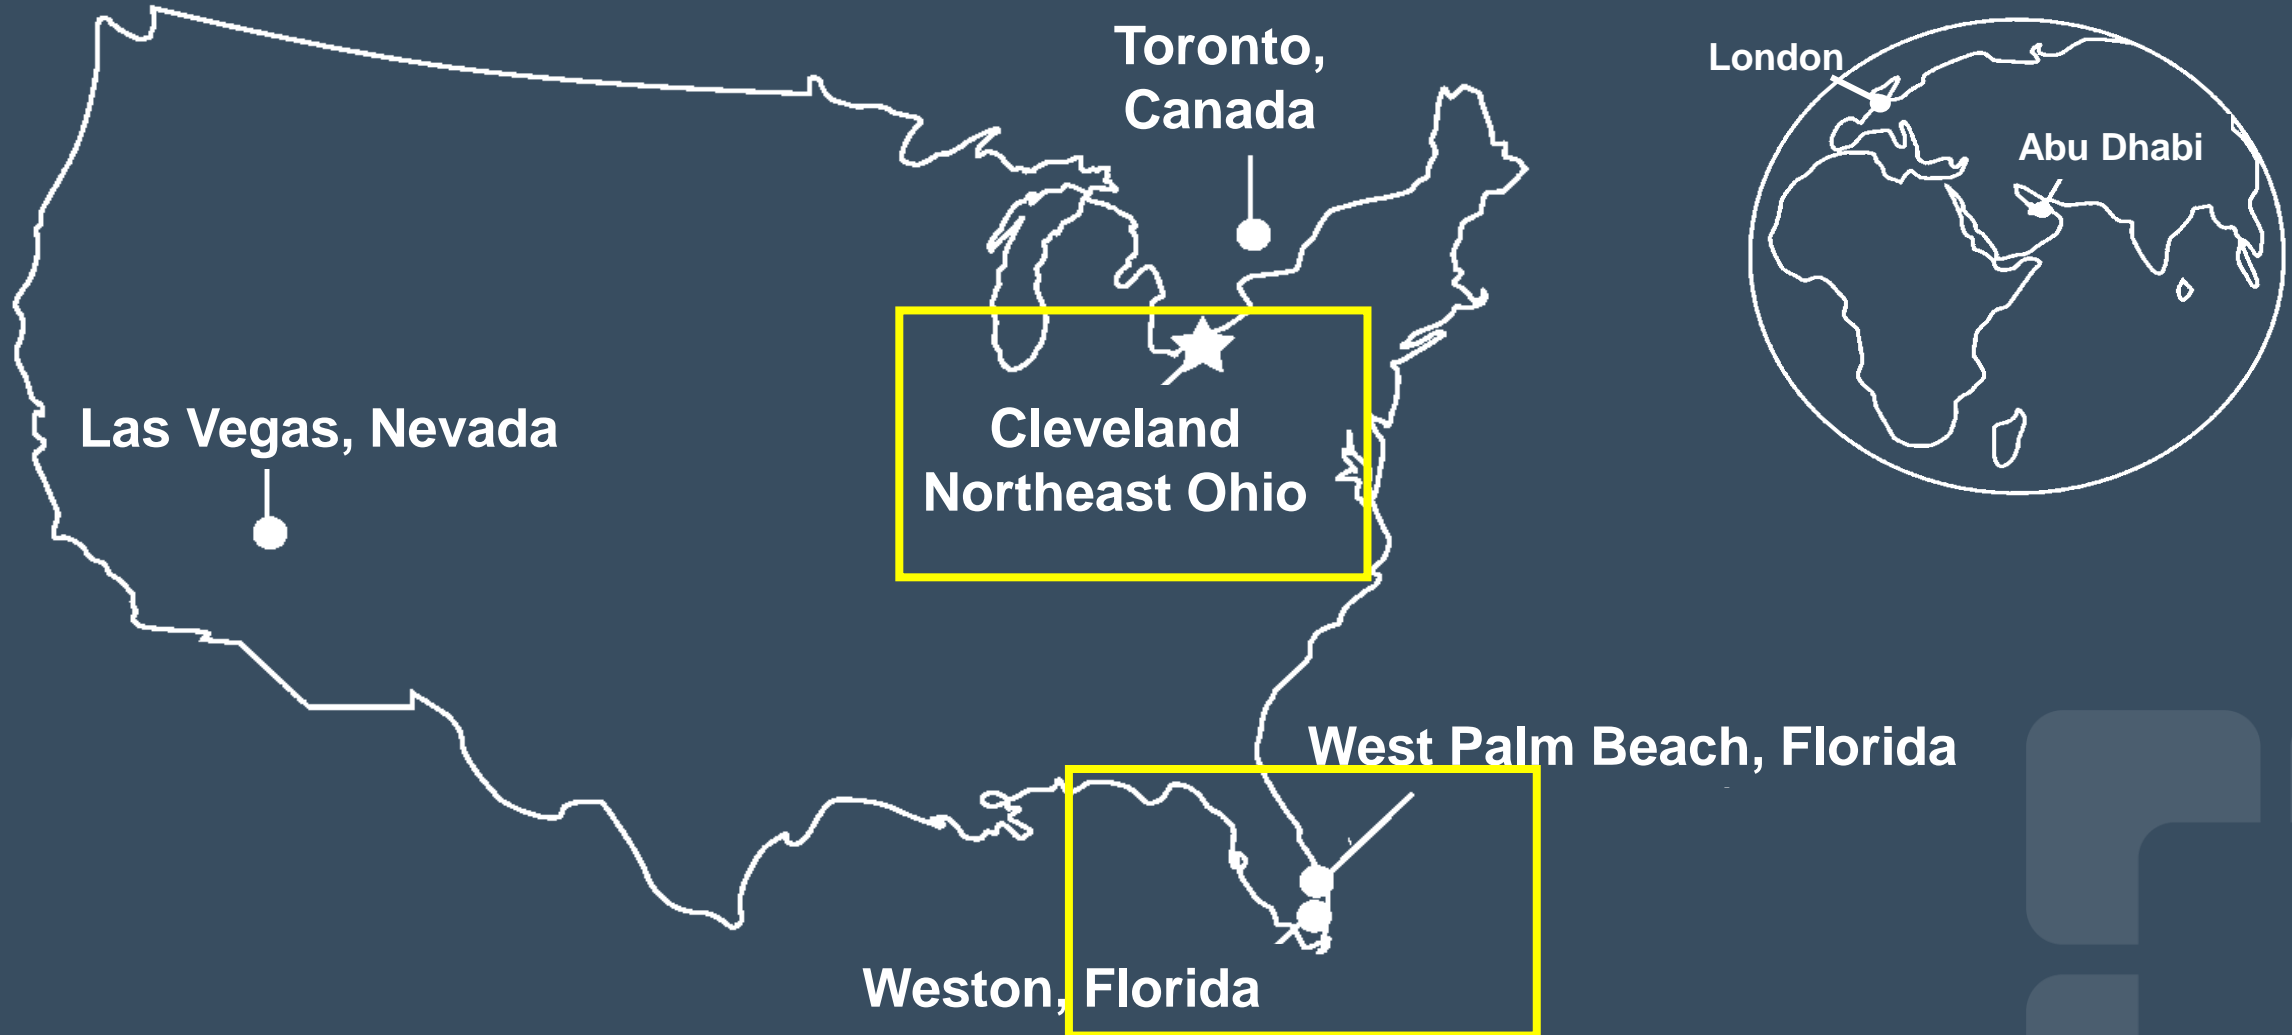 Toronto,
Canada
London
Abu Dhabi
Las Vegas, Nevada
Cleveland
Northeast Ohio
West Palm Beach, Florida
Weston, Florida